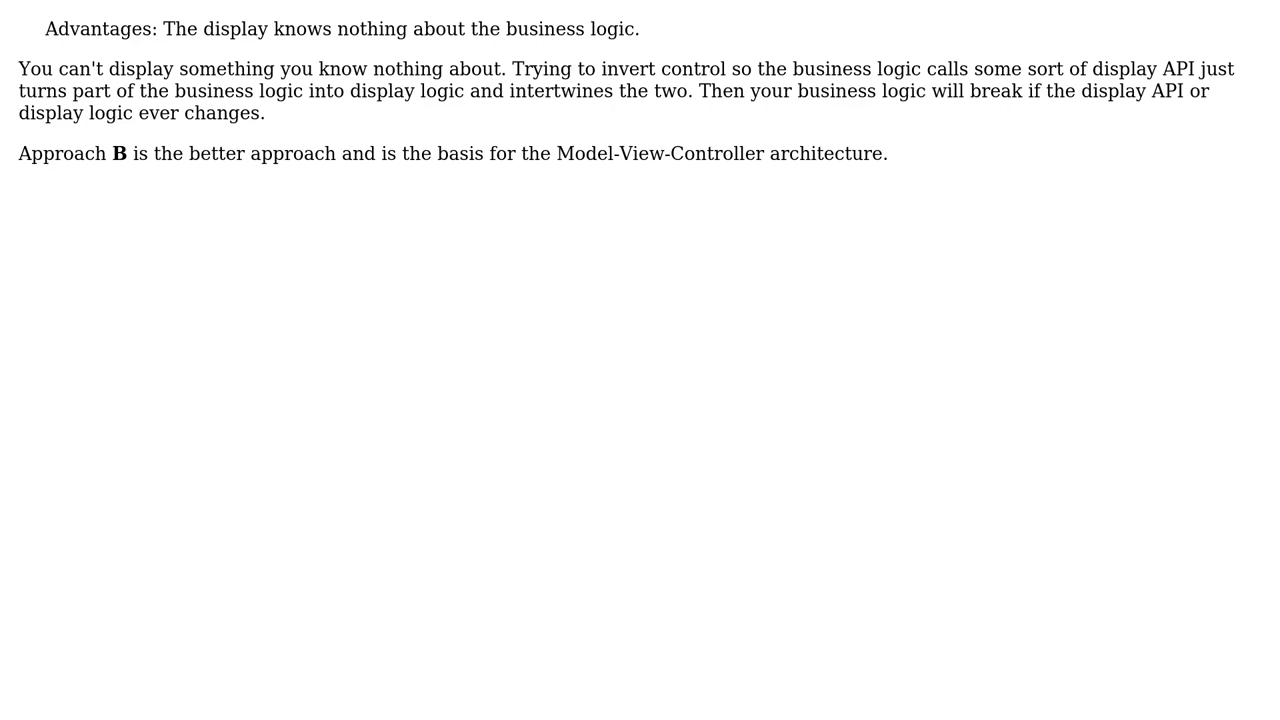 Advantages: The display knows nothing about the business logic.
You can't display something you know nothing about. Trying to invert control so the business logic calls some sort of display API just
turns part of the business logic into display logic and intertwines the two. Then your business logic will break if the display API or
display logic ever changes.
Approach B is the better approach and is the basis for the Model-View-Controller architecture.